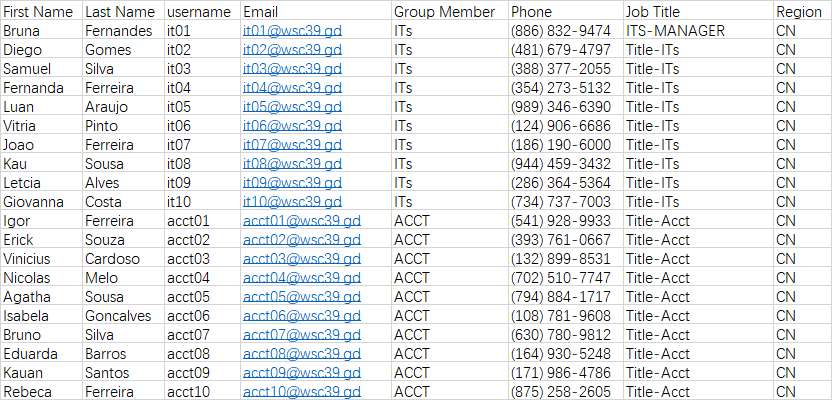 First Name Last Name username Email Group Member Phone Job Title Region
Bruna Fernandes it01 it01@wsc39.gd ITs (886) 832-9474 ITS-MANAGER CN
Diego Gomes it02 it02@wsc39.gd ITs (481) 679-4797 Title-ITs CN
Samuel Silva it03 it03@wsc39.gd ITs (388) 377-2055 Title-ITs CN
Fernanda Ferreira it04 it04@wsc39.gd ITs (354) 273-5132 Title-ITs CN
Luan Araujo it05 it05@wsc39.gd ITs (989) 346-6390 Title-ITs CN
Vitria Pinto it06 it06@wsc39.gd ITs (124) 906-6686 Title-ITs CN
Joao Ferreira it07 it07@wsc39.gd ITs (186) 190-6000 Title-ITs CN
Kau Sousa it08 it08@wsc39.gd ITs (944) 459-3432 Title-ITs CN
Letcia Alves it09 it09@wsc39.gd ITs (286) 364-5364 Title-ITs CN
Giovanna Costa it10 it10@wsc39.gd ITs (734) 737-7003 Title-ITs CN
Igor Ferreira acct01 acct01@wsc39.gd ACCT (541) 928-9933 Title-Acct CN
Erick Souza acct02 acct02@wsc39.gd ACCT (393) 761-0667 Title-Acct CN
Vinicius Cardoso acct03 acct03@wsc39.gd ACCT (132) 899-8531 Title-Acct CN
Nicolas Melo acct04 acct04@wsc39.gd ACCT (702) 510-7747 Title-Acct CN
Agatha Sousa acct05 acct05@wsc39.gd ACCT (794) 884-1717 Title-Acct CN
Isabela Goncalves acct06 acct06@wsc39.gd ACCT (108) 781-9608 Title-Acct CN
Bruno Silva acct07 acct07@wsc39.gd ACCT (630) 780-9812 Title-Acct CN
Eduarda Barros acct08 acct08@wsc39.gd ACCT (164) 930-5248 Title-Acct CN
Kauan Santos acct09 acct09@wsc39.gd ACCT (171) 986-4786 Title-Acct CN
Rebeca Ferreira acct10 acct10@wsc39.gd ACCT (875) 258-2605 Title-Acct CN